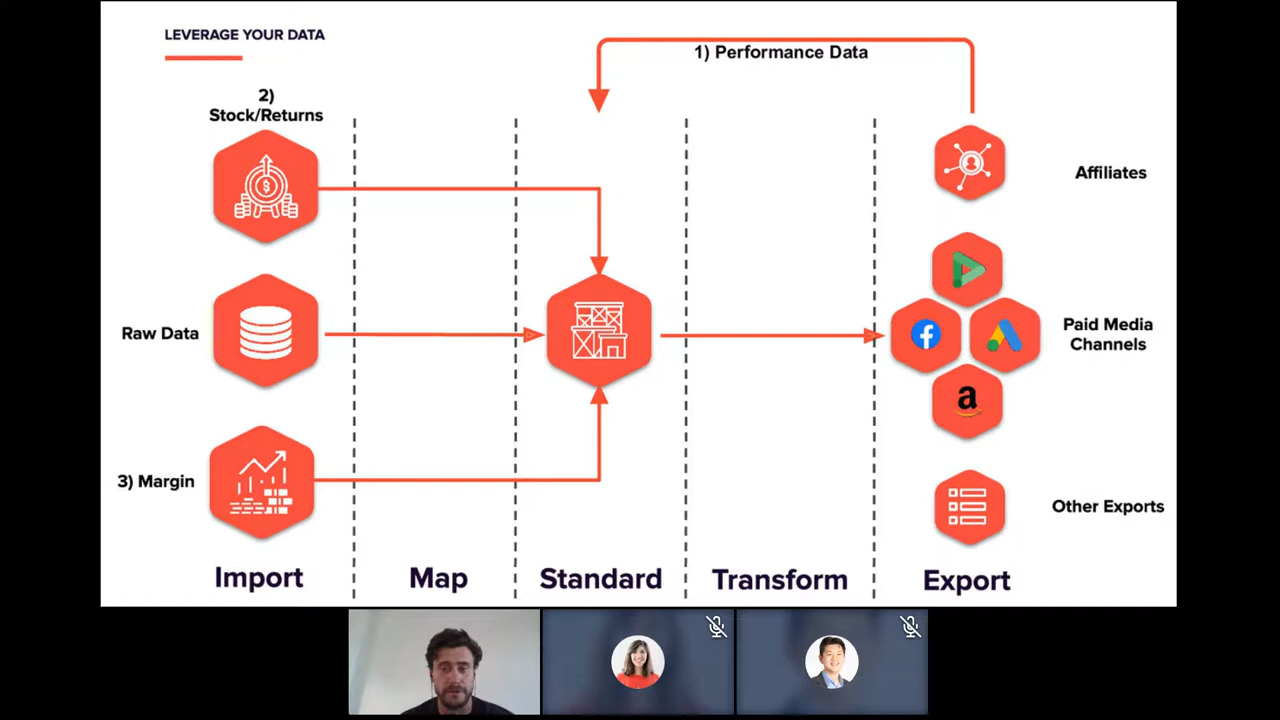 LEVERAGE YOUR DATA
1) Performance Data
2)
Stock/Returns
Affiliates
Raw Data
Paid Media
Channels
a
3) Margin
Other Exports
Import
Map
Standard
Transform
Export